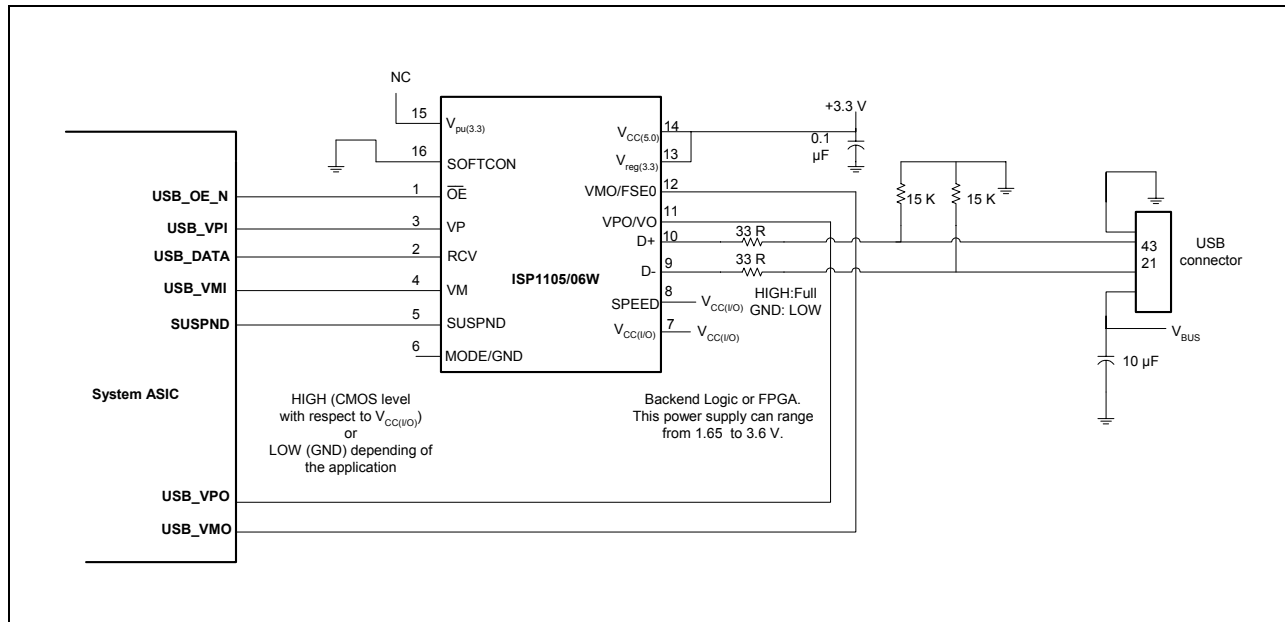 NC
15
V_pu(3.3)
16
SOFTCON
1
OE
3
VP
2
RCV
4
VM
5
SUSPND
6
MODE/GND
ISP1105/06W
V_CC(5.0)
14
V_reg(3.3)
13
VMO/FSE0
12
VPO/VO
11
D+
10
D-
9
SPEED
8
V_CC(I/O)
V_CC(I/O)
7
V_CC(I/O)
+3.3 V
0.1
µF
33 R
33 R
HIGH:Full
GND: LOW
15 K
15 K
43
21
USB
connector
V_BUS
10 µF
USB_OE_N
USB_VPI
USB_DATA
USB_VMI
SUSPND
System ASIC
USB_VPO
USB_VMO
HIGH (CMOS level
with respect to V_CC(I/O))
or
LOW (GND) depending of
the application
Backend Logic or FPGA.
This power supply can range
from 1.65 to 3.6 V.